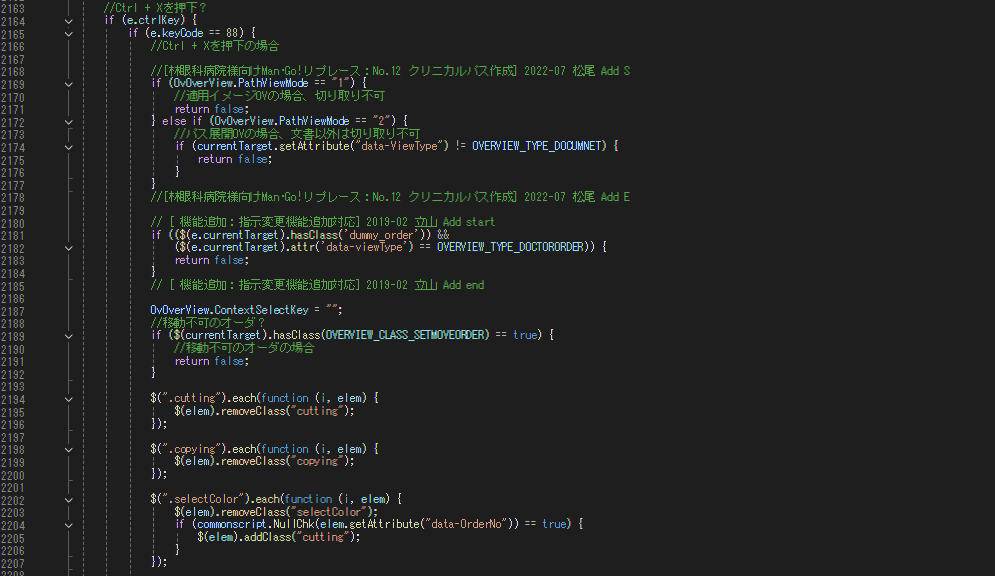 2163 //Ctrl + Xを押下？
2164 if (e.ctrlKey) {
2165 if (e.keyCode == 88) {
2166 //Ctrl + Xを押下の場合
2167
2168 //[林眼科病院様向けMan・Go!リプレース：No.12 クリニカルパス作成] 2022-07 松尾 Add S
2169 if (OvOverView.PathViewMode == "1") {
2170 //適用イメージOVの場合、切り取り不可
2171 return false;
2172 } else if (OvOverView.PathViewMode == "2") {
2173 //パス展開OVの場合、文書以外は切り取り不可
2174 if (currentTarget.getAttribute("data-ViewType") != OVERVIEW_TYPE_DOCUMNET) {
2175 return false;
2176 }
2177 }
2178 //[林眼科病院様向けMan・Go!リプレース：No.12 クリニカルパス作成] 2022-07 松尾 Add E
2179
2180 // [ 機能追加：指示変更機能追加対応] 2019-02 立山 Add start
2181 if (($(e.currentTarget).hasClass('dummy_order')) &&
2182 ($(e.currentTarget).attr('data-viewType') == OVERVIEW_TYPE_DOCTORORDER)) {
2183 return false;
2184 }
2185 // [ 機能追加：指示変更機能追加対応] 2019-02 立山 Add end
2186
2187 OvOverView.ContextSelectKey = "";
2188 //移動不可のオーダ？
2189 if ($(currentTarget).hasClass(OVERVIEW_CLASS_SETMOVEORDER) == true) {
2190 //移動不可のオーダの場合
2191 return false;
2192 }
2193
2194 $(".cutting").each(function (i, elem) {
2195 $(elem).removeClass("cutting");
2196 });
2197
2198 $(".copying").each(function (i, elem) {
2199 $(elem).removeClass("copying");
2200 });
2201
2202 $(".selectColor").each(function (i, elem) {
2203 $(elem).removeClass("selectColor");
2204 if (commonscript.NullChk(elem.getAttribute("data-OrderNo")) == true) {
2205 $(elem).addClass("cutting");
2206 }
2207 });